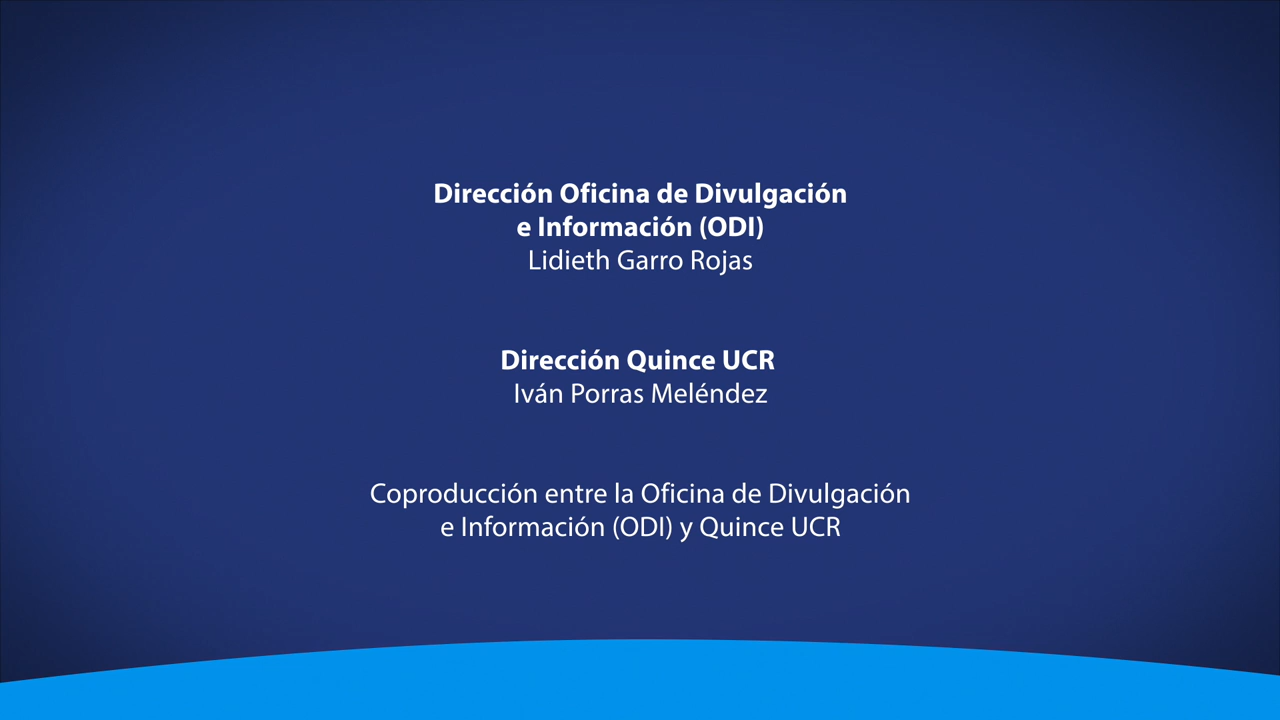 Dirección Oficina de Divulgación
e Información (ODI)
Lidieth Garro Rojas
Dirección Quince UCR
Iván Porras Meléndez
Coproducción entre la Oficina de Divulgación
e Información (ODI) y Quince UCR